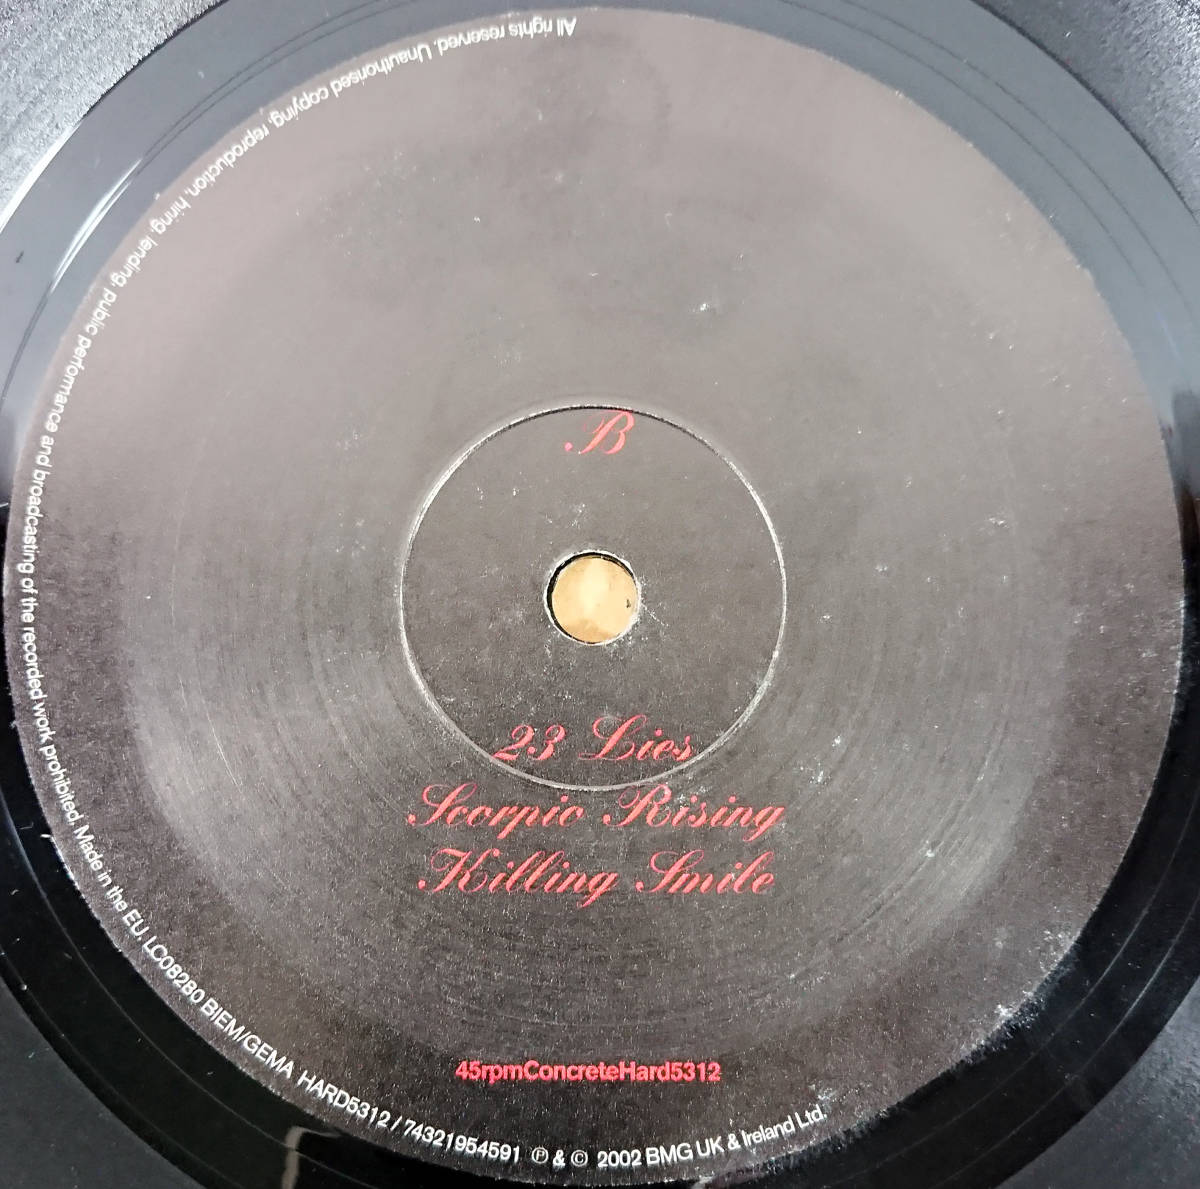 B
23 Lies
Scorpio Rising
Killing Smile
45rpmConcreteHard5312
All rights reserved. Unauthorised copying, reproduction, hiring, lending, public performance and broadcasting of the recorded work prohibited. Made in the EU. LC08280 BIEM/GEMA HARD5312 / 74321954591 ℗ & © 2002 BMG UK & Ireland Ltd.